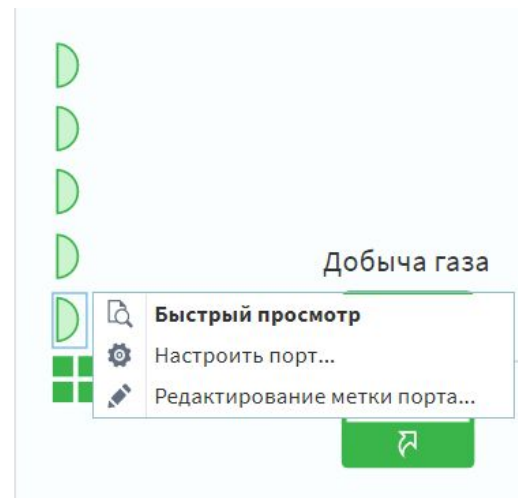 Добыча газа
Быстрый просмотр
Настроить порт...
Редактирование метки порта...